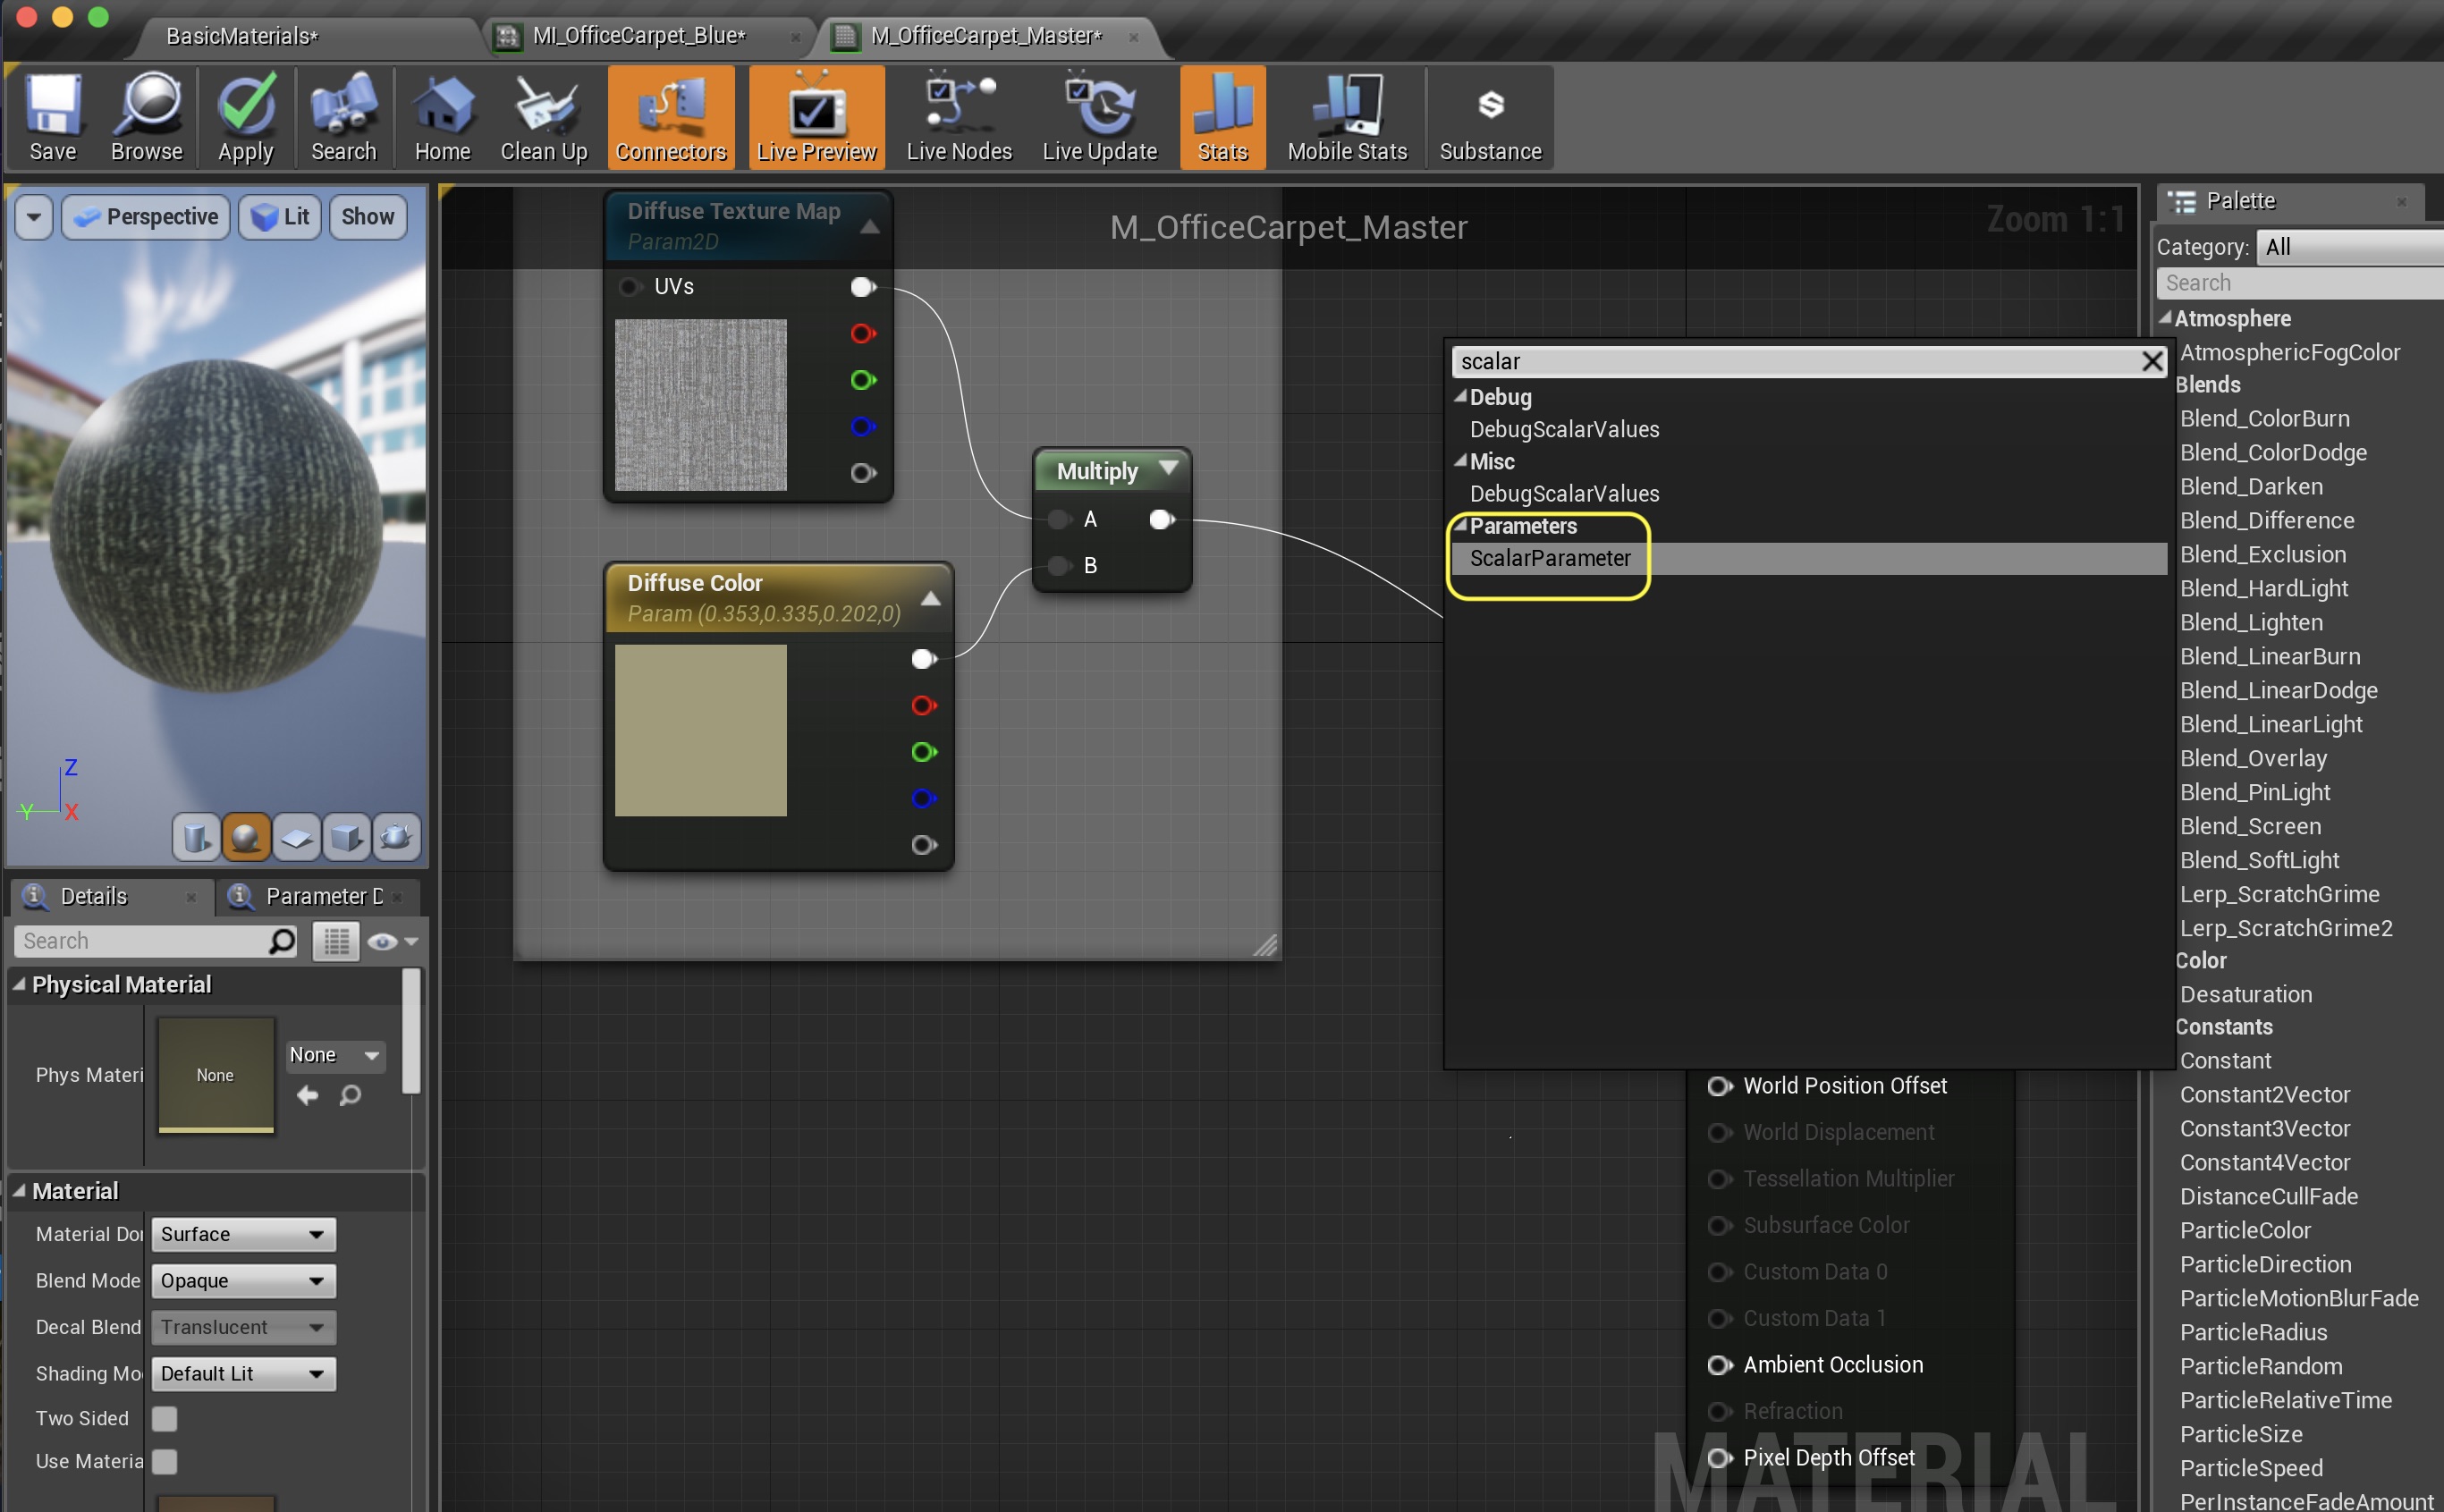 BasicMaterials*
MI_OfficeCarpet_Blue*
M_OfficeCarpet_Master*
Save
Browse
Apply
Search
Home
Clean Up
Connectors
Live Preview
Live Nodes
Live Update
Stats
Mobile Stats
Substance
Perspective
Lit
Show
Z
Y
X
Details
Parameter D
Search
Physical Material
Phys Materi
None
None
Material
Material Do
Surface
Blend Mode
Opaque
Decal Blend
Translucent
Shading Mo
Default Lit
Two Sided
Use Materia
M_OfficeCarpet_Master
Zoom 1:1
Diffuse Texture Map
Param2D
UVs
Diffuse Color
Param (0.353,0.335,0.202,0)
Multiply
A
B
scalar
Debug
DebugScalarValues
Misc
DebugScalarValues
Parameters
ScalarParameter
World Position Offset
World Displacement
Tessellation Multiplier
Subsurface Color
Custom Data 0
Custom Data 1
Ambient Occlusion
Refraction
Pixel Depth Offset
MATERIAL
Palette
Category: All
Search
Atmosphere
AtmosphericFogColor
Blends
Blend_ColorBurn
Blend_ColorDodge
Blend_Darken
Blend_Difference
Blend_Exclusion
Blend_HardLight
Blend_Lighten
Blend_LinearBurn
Blend_LinearDodge
Blend_LinearLight
Blend_Overlay
Blend_PinLight
Blend_Screen
Blend_SoftLight
Lerp_ScratchGrime
Lerp_ScratchGrime2
Color
Desaturation
Constants
Constant
Constant2Vector
Constant3Vector
Constant4Vector
DistanceCullFade
ParticleColor
ParticleDirection
ParticleMotionBlurFade
ParticleRadius
ParticleRandom
ParticleRelativeTime
ParticleSize
ParticleSpeed
PerInstanceFadeAmount